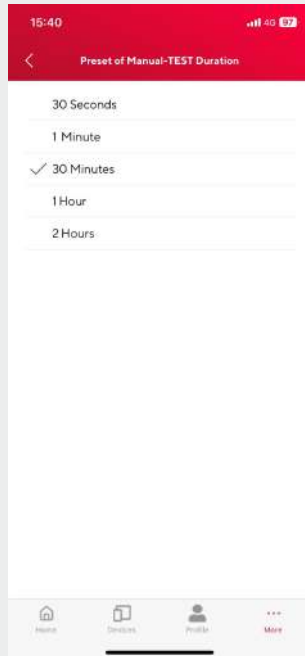 15:40
4G 97
Preset of Manual-TEST Duration
30 Seconds
1 Minute
30 Minutes
1 Hour
2 Hours
Home
Devices
Profile
More